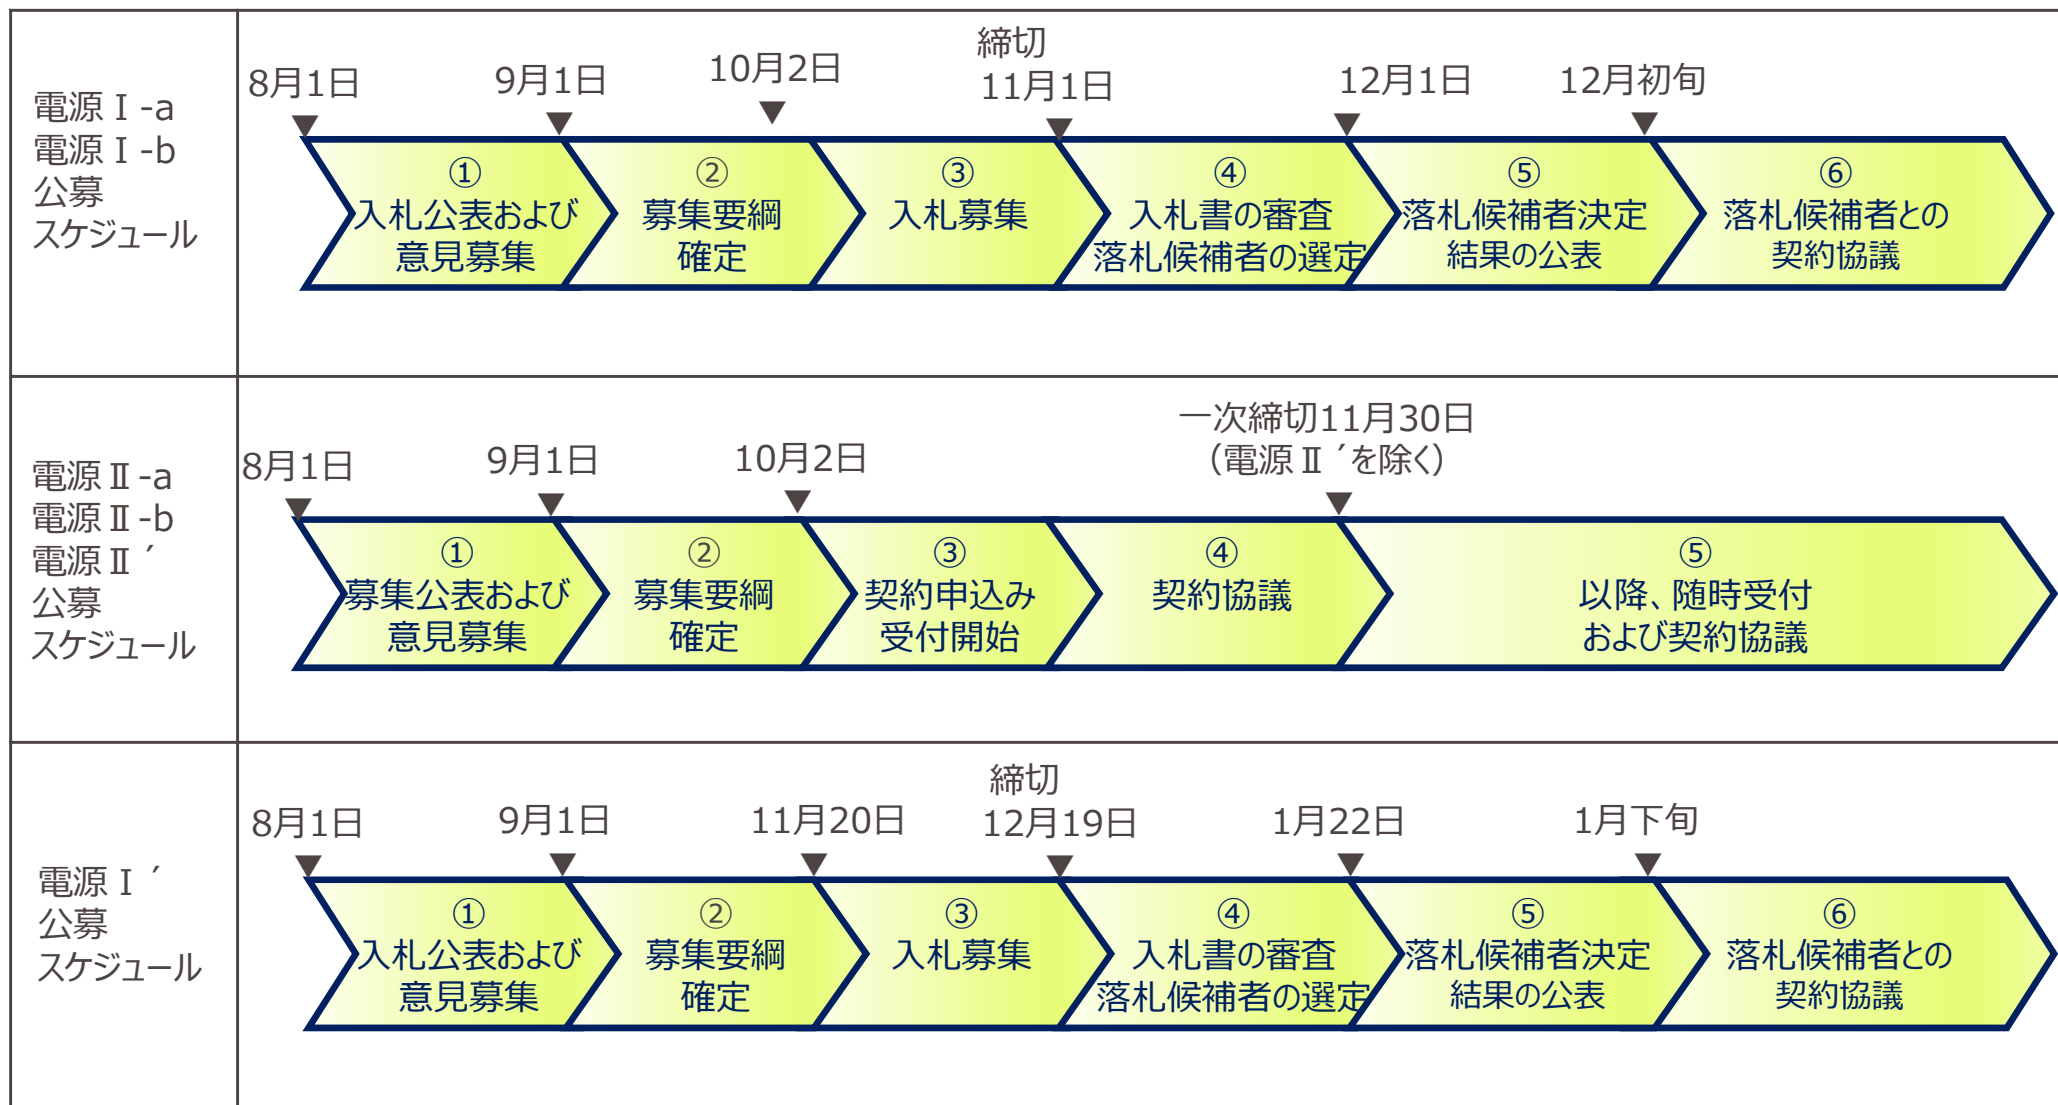 電源Ⅰ-a
電源Ⅰ-b
公募
スケジュール
8月1日
9月1日
10月2日
締切
11月1日
12月1日
12月初旬
①
入札公表および
意見募集
②
募集要綱
確定
③
入札募集
④
入札書の審査
落札候補者の選定
⑤
落札候補者決定
結果の公表
⑥
落札候補者との
契約協議
電源Ⅱ-a
電源Ⅱ-b
電源Ⅱ´
公募
スケジュール
8月1日
9月1日
10月2日
一次締切11月30日
（電源Ⅱ´を除く）
①
募集公表および
意見募集
②
募集要綱
確定
③
契約申込み
受付開始
④
契約協議
⑤
以降、随時受付
および契約協議
電源Ⅰ´
公募
スケジュール
8月1日
9月1日
11月20日
締切
12月19日
1月22日
1月下旬
①
入札公表および
意見募集
②
募集要綱
確定
③
入札募集
④
入札書の審査
落札候補者の選定
⑤
落札候補者決定
結果の公表
⑥
落札候補者との
契約協議